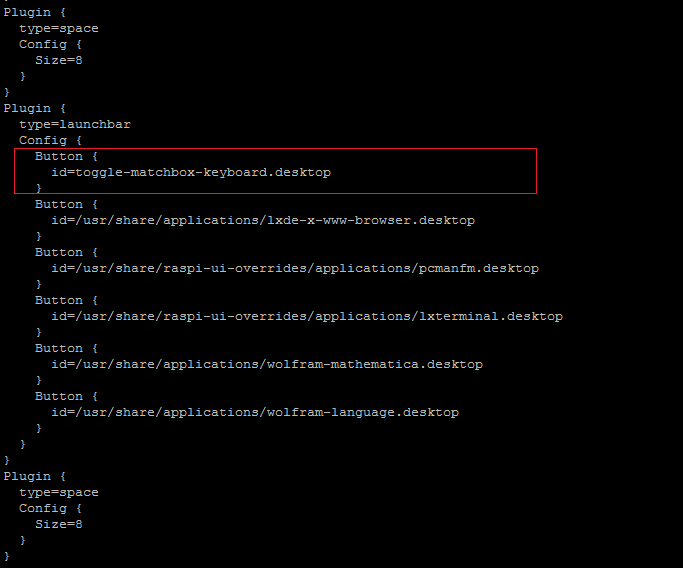 Plugin {
  type=space
  Config {
    Size=8
  }
}
Plugin {
  type=launchbar
  Config {
    Button {
      id=toggle-matchbox-keyboard.desktop
    }
    Button {
      id=/usr/share/applications/lxde-x-www-browser.desktop
    }
    Button {
      id=/usr/share/raspi-ui-overrides/applications/pcmanfm.desktop
    }
    Button {
      id=/usr/share/raspi-ui-overrides/applications/lxterminal.desktop
    }
    Button {
      id=/usr/share/applications/wolfram-mathematica.desktop
    }
    Button {
      id=/usr/share/applications/wolfram-language.desktop
    }
  }
}
Plugin {
  type=space
  Config {
    Size=8
  }
}